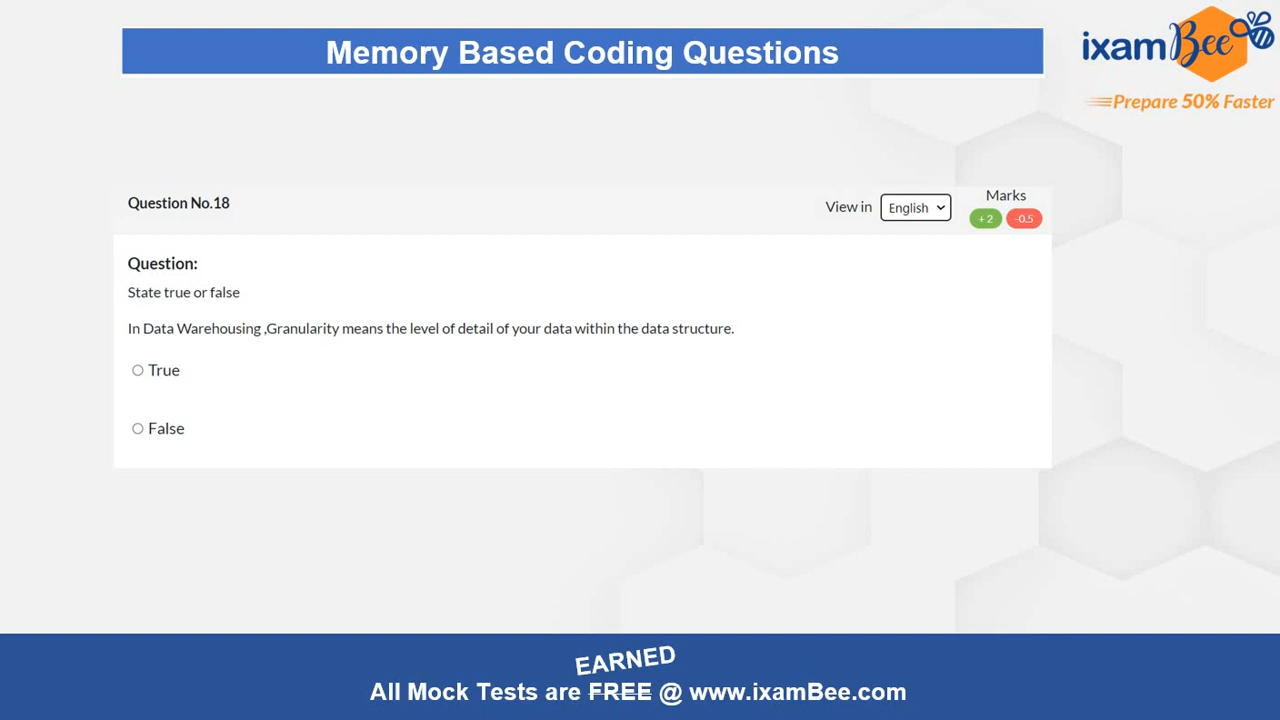 Memory Based Coding Questions
ixamBee
Prepare 50% Faster
Question No.18
View in
English
Marks
+ 2
-0.5
Question:
State true or false
In Data Warehousing ,Granularity means the level of detail of your data within the data structure.
True
False
EARNED
All Mock Tests are FREE @ www.ixamBee.com